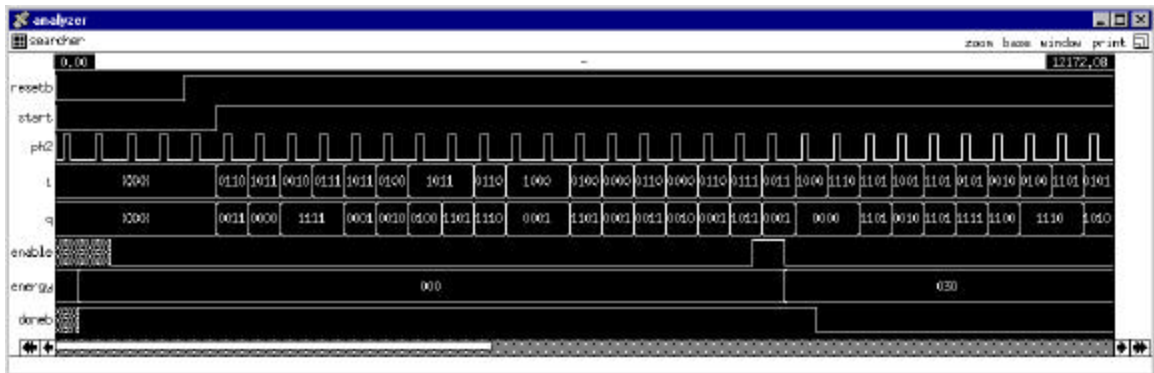 analyzer
searcher zoom base window print
0.00 - 12172.08
resetb
start
ph2
i XXXX 0110 1011 0010 0111 1011 0100 1011 0110 1000 0100 0000 0110 0000 0110 0111 0011 1000 1110 1101 1001 1101 0101 0010 0100 1101 0101
q XXXX 0011 0000 1111 0001 0010 0100 1101 1110 0001 1101 0001 0011 0010 0001 1011 0001 0000 1101 0010 1101 1111 1100 1110 1010
enable
energy 000 030
doneb